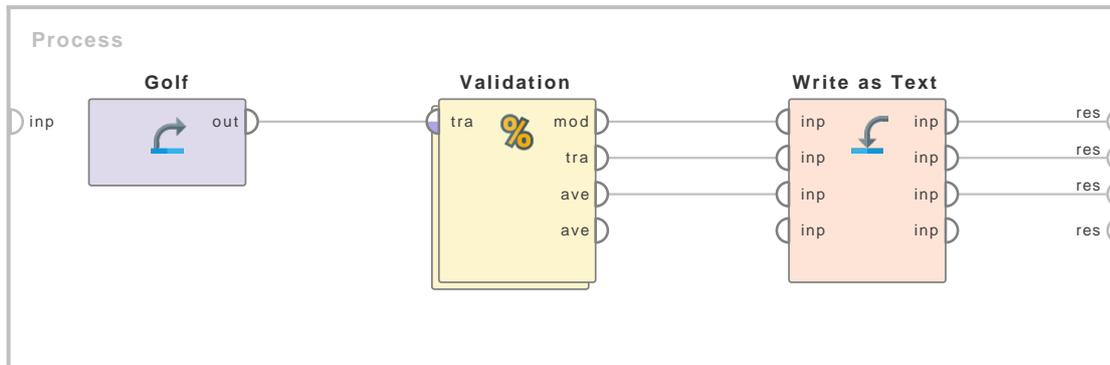 Process
Golf
Validation
Write as Text
inp
out
tra
mod
inp
inp
res
tra
inp
inp
res
ave
inp
inp
res
ave
inp
inp
res